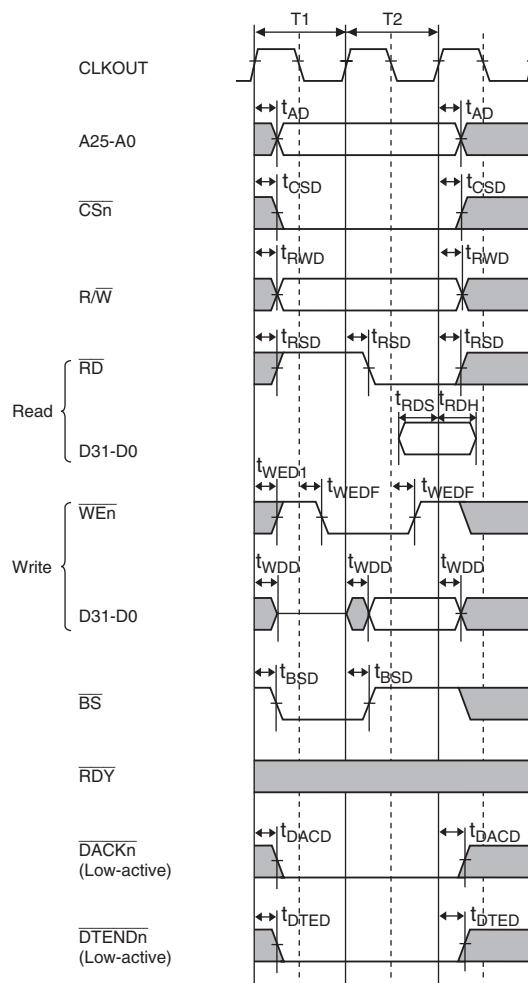 T1 T2
CLKOUT
tAD tAD
A25-A0
tCSD tCSD
CSn
tRWD tRWD
R/W
tRSD tRSD tRSD
RD
Read
tRDS tRDH
D31-D0
tWED1 tWEDF tWEDF
WEn
Write
tWDD tWDD tWDD
D31-D0
tBSD tBSD
BS
RDY
tDACD tDACD
DACKn
(Low-active)
tDTED tDTED
DTENDn
(Low-active)